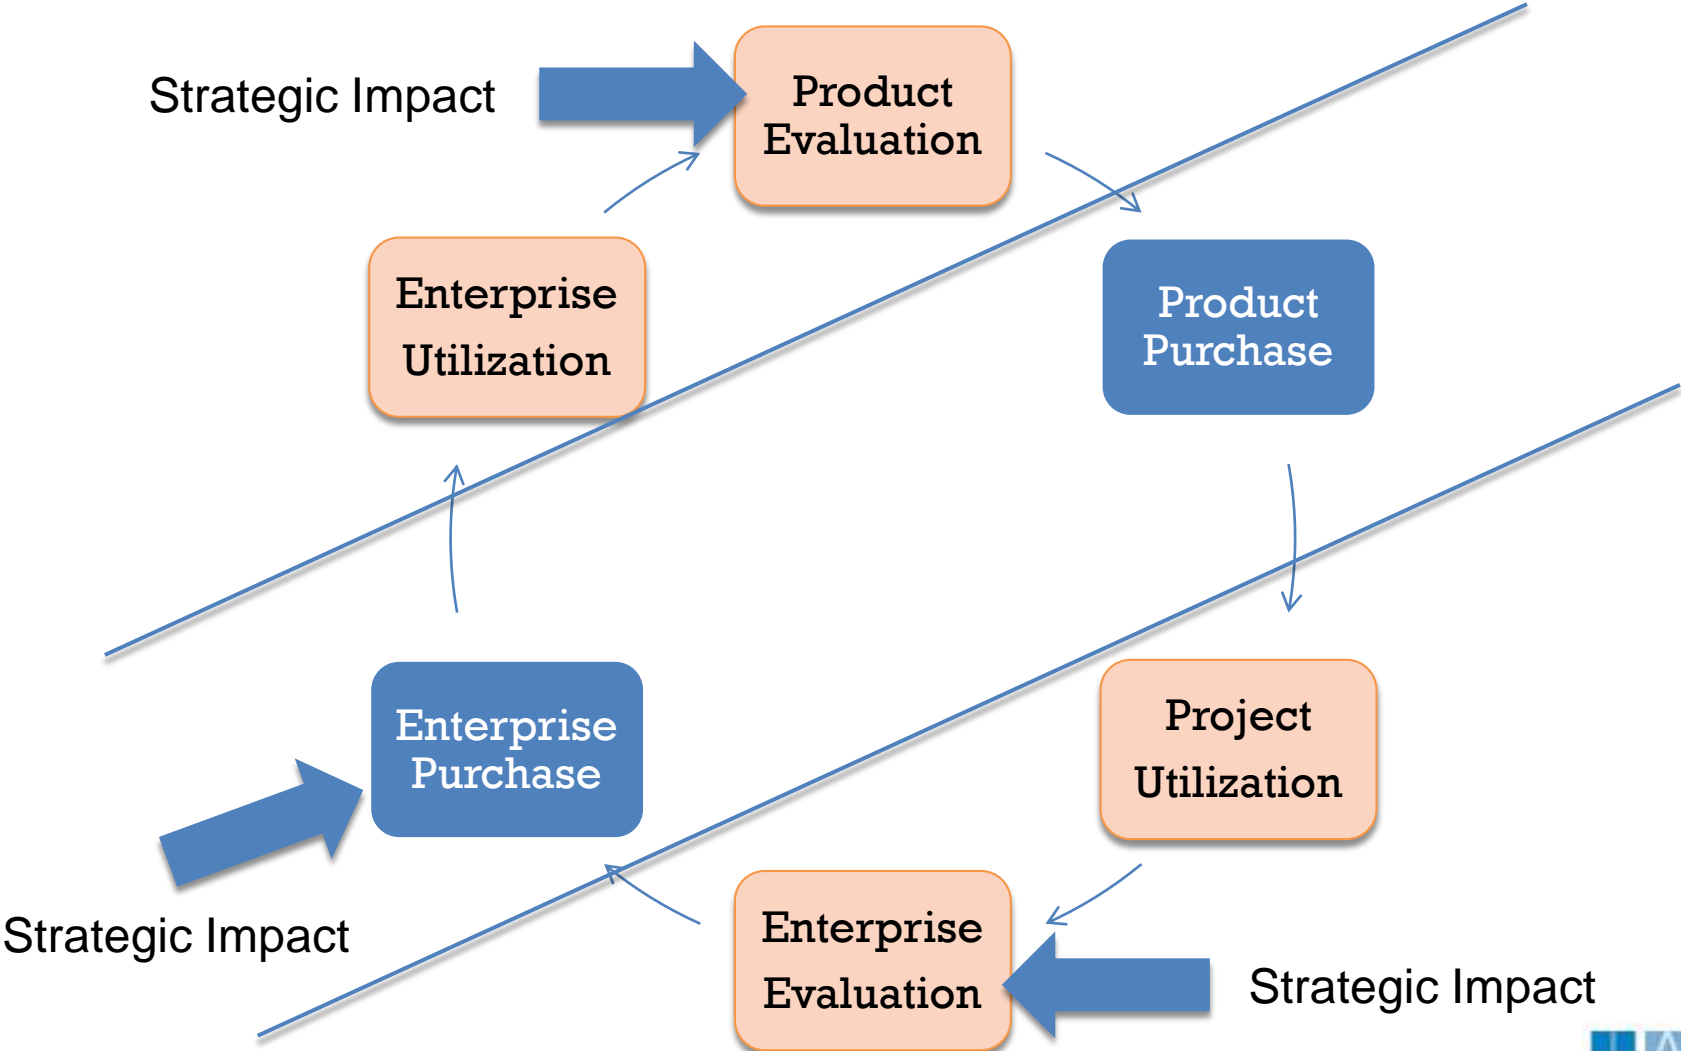 Strategic Impact
Product
Evaluation
Enterprise
Utilization
Product
Purchase
Enterprise
Purchase
Project
Utilization
Strategic Impact
Enterprise
Evaluation
Strategic Impact